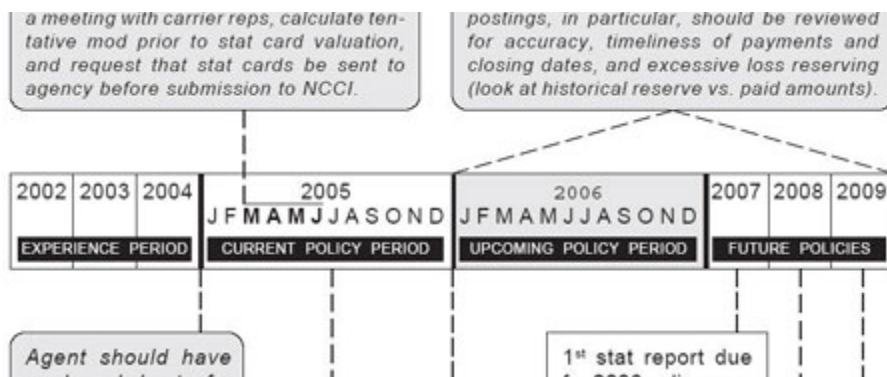 a meeting with carrier reps, calculate ten-
tative mod prior to stat card valuation,
and request that stat cards be sent to
agency before submission to NCCI.
postings, in particular, should be reviewed
for accuracy, timeliness of payments and
closing dates, and excessive loss reserving
(look at historical reserve vs. paid amounts).
2002 2003 2004 2005 2006 2007 2008 2009
J F M A M J J A S O N D J F M A M J J A S O N D
EXPERIENCE PERIOD CURRENT POLICY PERIOD UPCOMING POLICY PERIOD FUTURE POLICIES
Agent should have
1st stat report due